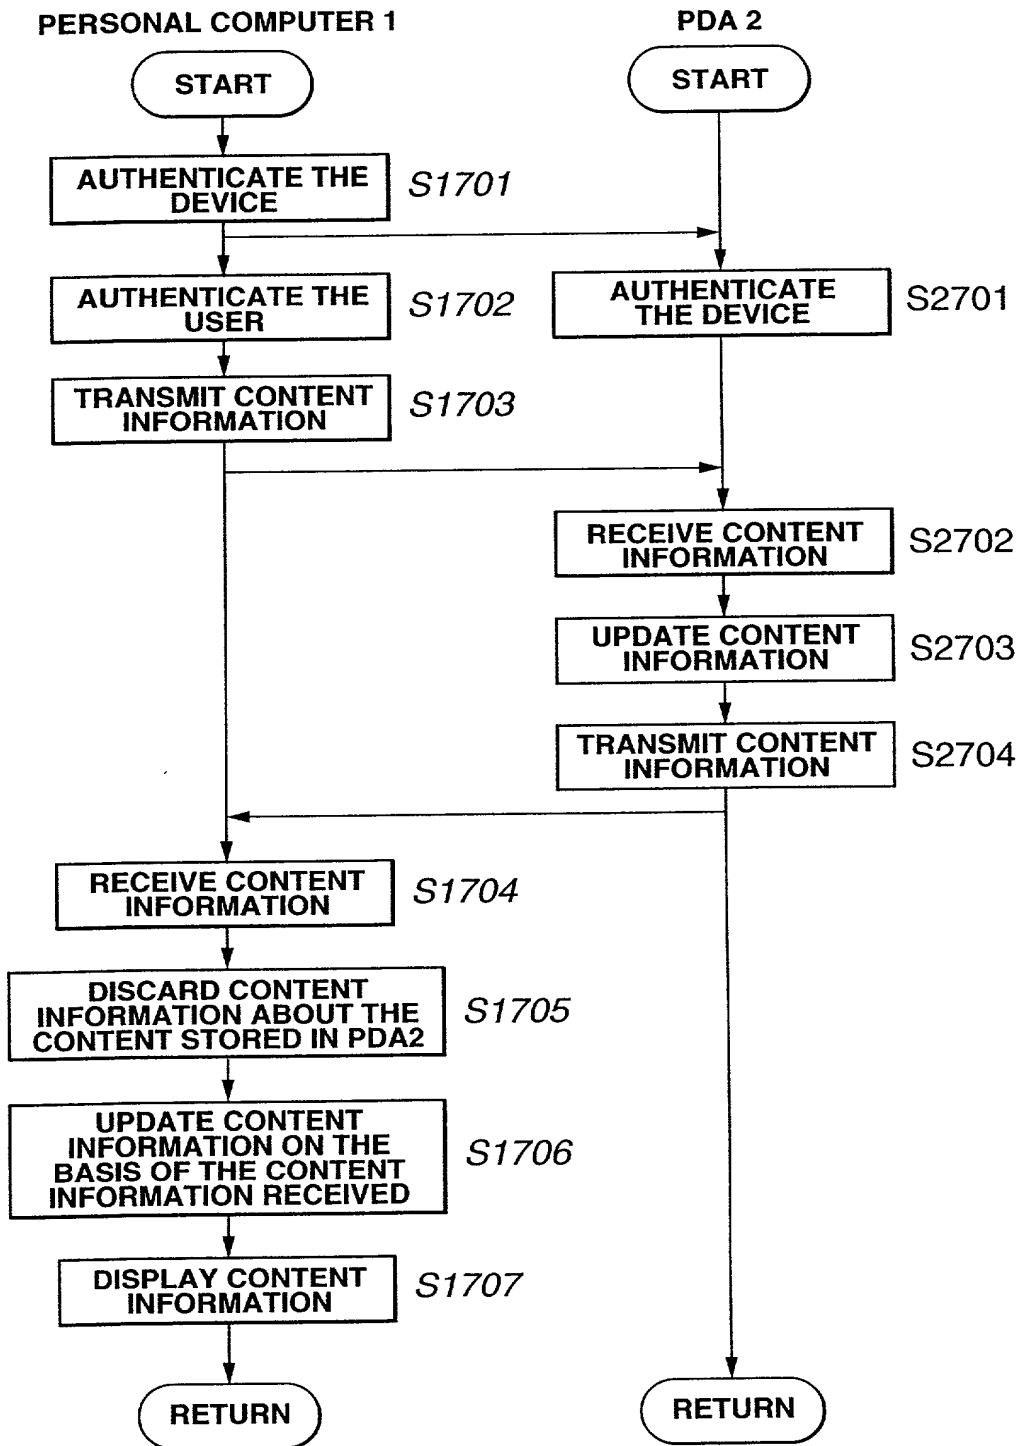 PERSONAL COMPUTER 1
PDA 2
START
START
AUTHENTICATE THE
DEVICE
S1701
AUTHENTICATE THE
USER
S1702
AUTHENTICATE
THE DEVICE
S2701
TRANSMIT CONTENT
INFORMATION
S1703
RECEIVE CONTENT
INFORMATION
S2702
UPDATE CONTENT
INFORMATION
S2703
TRANSMIT CONTENT
INFORMATION
S2704
RECEIVE CONTENT
INFORMATION
S1704
DISCARD CONTENT
INFORMATION ABOUT THE
CONTENT STORED IN PDA2
S1705
UPDATE CONTENT
INFORMATION ON THE
BASIS OF THE CONTENT
INFORMATION RECEIVED
S1706
DISPLAY CONTENT
INFORMATION
S1707
RETURN
RETURN